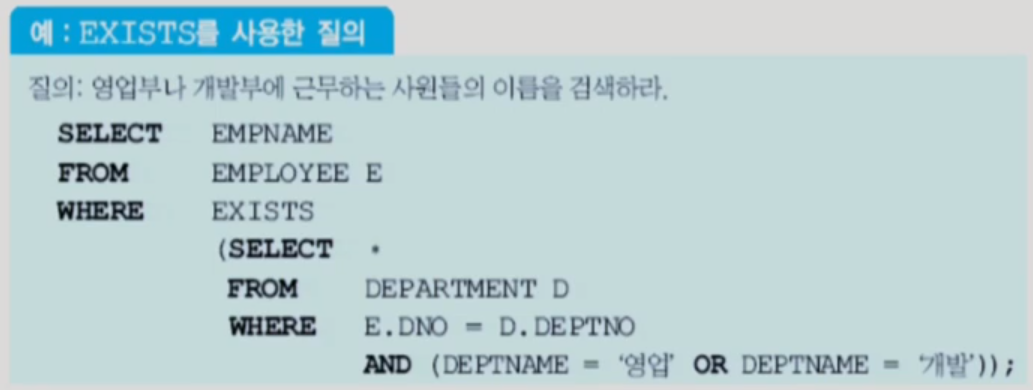 예 : EXISTS를 사용한 질의
질의: 영업부나 개발부에 근무하는 사원들의 이름을 검색하라.
SELECT EMPNAME
FROM EMPLOYEE E
WHERE EXISTS
(SELECT *
FROM DEPARTMENT D
WHERE E.DNO = D.DEPTNO
AND (DEPTNAME = '영업' OR DEPTNAME = '개발'));